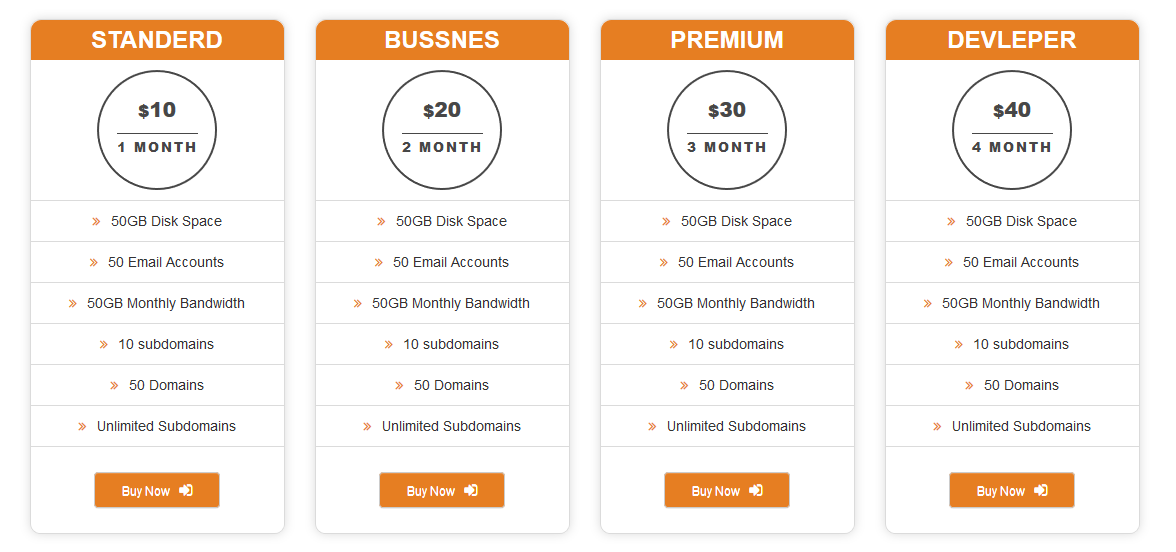 STANDERD
$10
1 MONTH
50GB Disk Space
50 Email Accounts
50GB Monthly Bandwidth
10 subdomains
50 Domains
Unlimited Subdomains
Buy Now
BUSSNES
$20
2 MONTH
50GB Disk Space
50 Email Accounts
50GB Monthly Bandwidth
10 subdomains
50 Domains
Unlimited Subdomains
Buy Now
PREMIUM
$30
3 MONTH
50GB Disk Space
50 Email Accounts
50GB Monthly Bandwidth
10 subdomains
50 Domains
Unlimited Subdomains
Buy Now
DEVLEPER
$40
4 MONTH
50GB Disk Space
50 Email Accounts
50GB Monthly Bandwidth
10 subdomains
50 Domains
Unlimited Subdomains
Buy Now